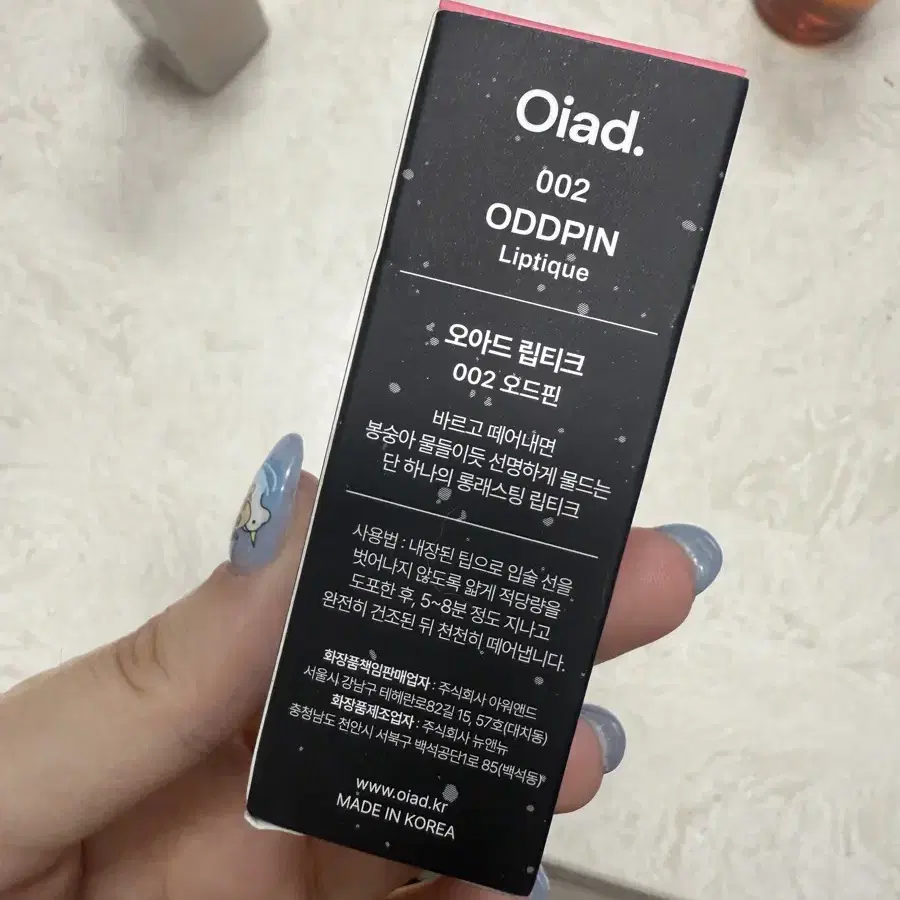 Oiad.
002
ODDPIN
Liptique
오아드 립티크
002 오드핀
바르고 떼어내면
봉숭아 물들이듯 선명하게 물드는
단 하나의 롱래스팅 립티크
사용법 : 내장된 팁으로 입술 선을
벗어나지 않도록 얇게 적당량을
도포한 후, 5~8분 정도 지나고
완전히 건조된 뒤 천천히 떼어냅니다.
화장품책임판매업자 : 주식회사 아워앤드
서울시 강남구 테헤란로82길 15, 57호(대치동)
화장품제조업자 : 주식회사 뉴앤뉴
충청남도 천안시 서북구 백석공단1로 85(백석동)
www.oiad.kr
MADE IN KOREA